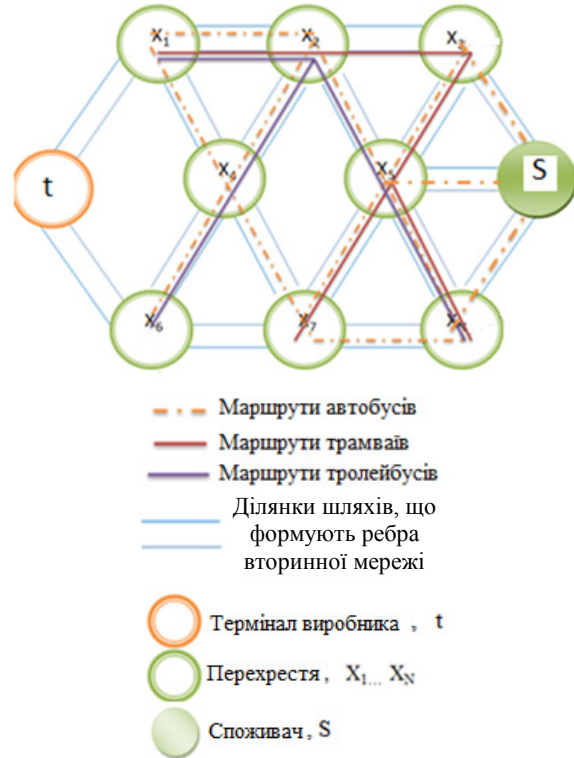 X1 X2 X3
t X4 X5 S
X6 X7 X8
Маршрути автобусів
Маршрути трамваїв
Маршрути тролейбусів
Ділянки шляхів, що
формують ребра
вторинної мережі
Термінал виробника , t
Перехрестя , X1... XN
Споживач , S